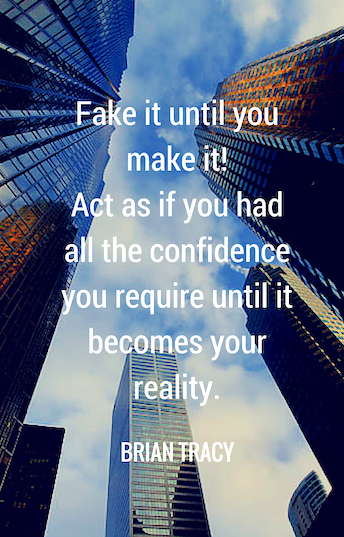 Fake it until you
make it!
Act as if you had
all the confidence
you require until it
becomes your
reality.
BRIAN TRACY